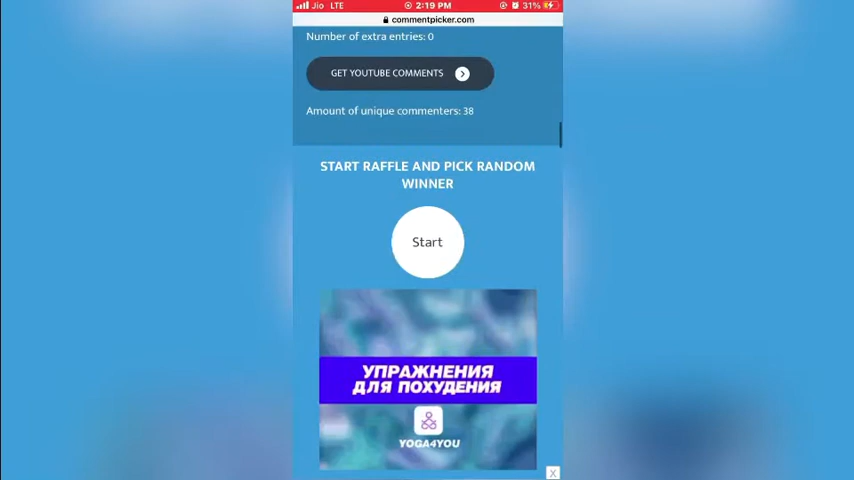 Jio LTE 2:19 PM 31%
commentpicker.com
Number of extra entries: 0
GET YOUTUBE COMMENTS
Amount of unique commenters: 38
START RAFFLE AND PICK RANDOM
WINNER
Start
УПРАЖНЕНИЯ
ДЛЯ ПОХУДЕНИЯ
YOGA4YOU
X